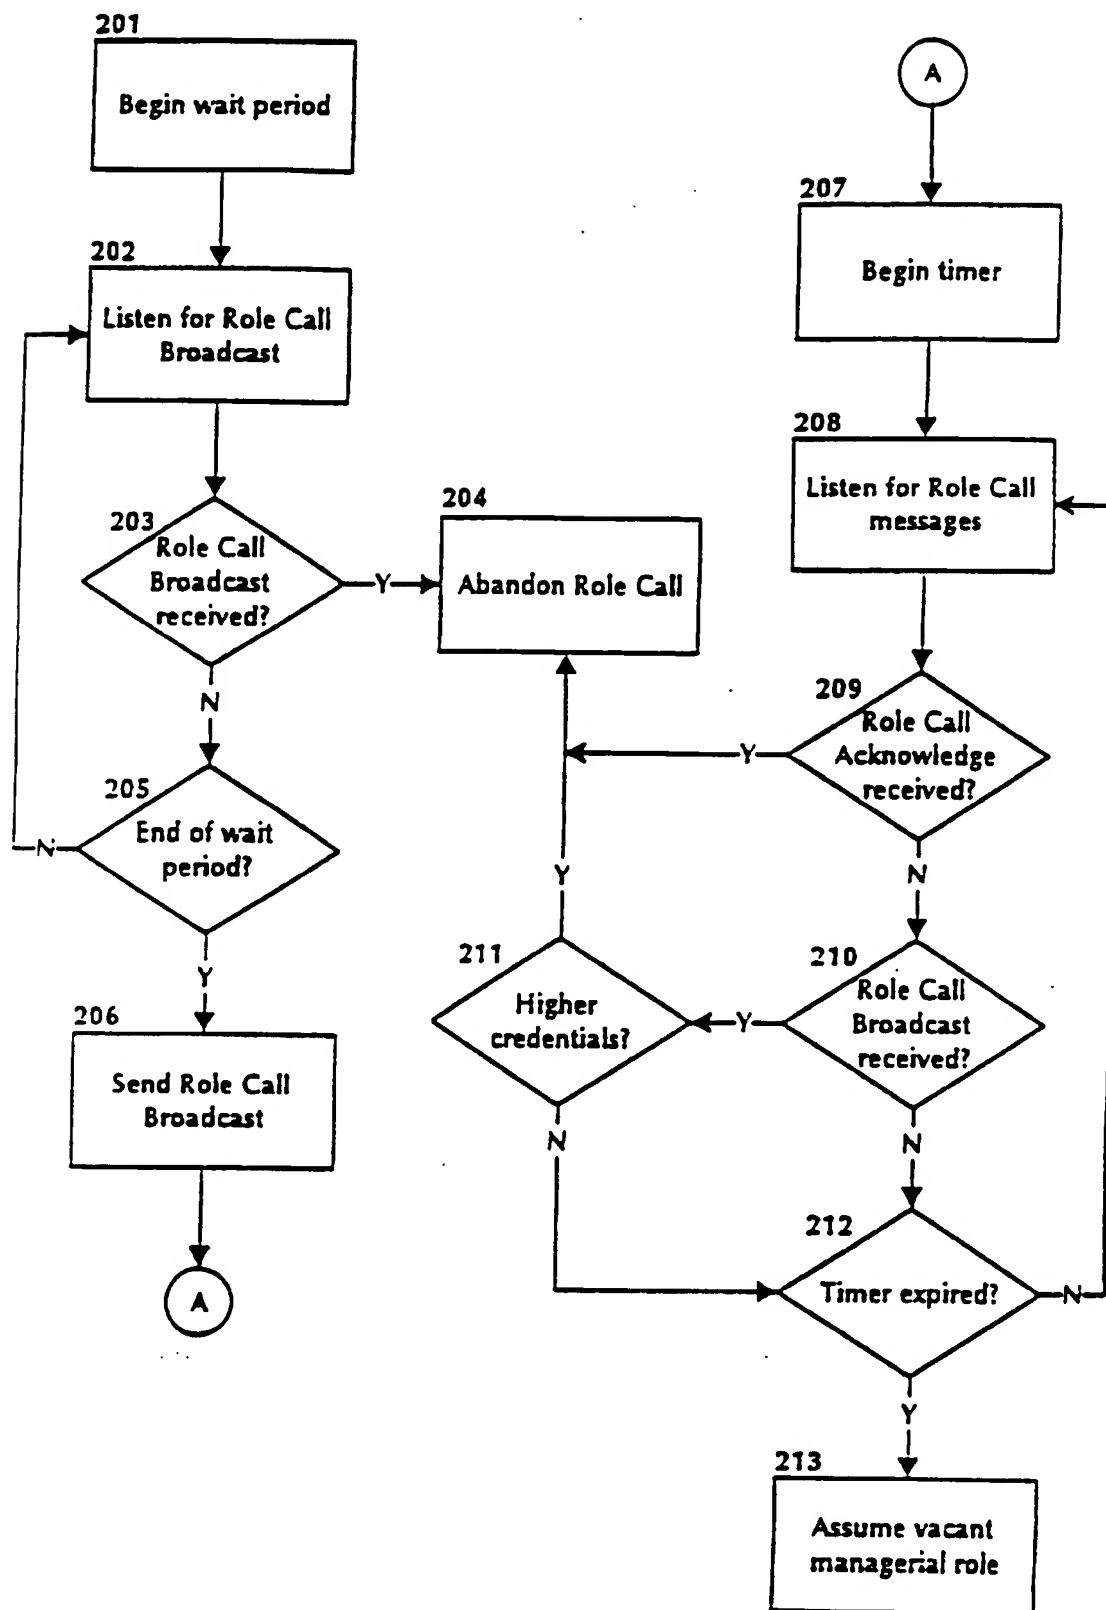 201
Begin wait period
202
Listen for Role Call
Broadcast
203
Role Call
Broadcast
received?
Y
204
Abandon Role Call
N
205
End of wait
period?
N
Y
206
Send Role Call
Broadcast
A
A
207
Begin timer
208
Listen for Role Call
messages
209
Role Call
Acknowledge
received?
Y
N
210
Role Call
Broadcast
received?
Y
N
211
Higher
credentials?
Y
N
212
Timer expired?
N
Y
213
Assume vacant
managerial role